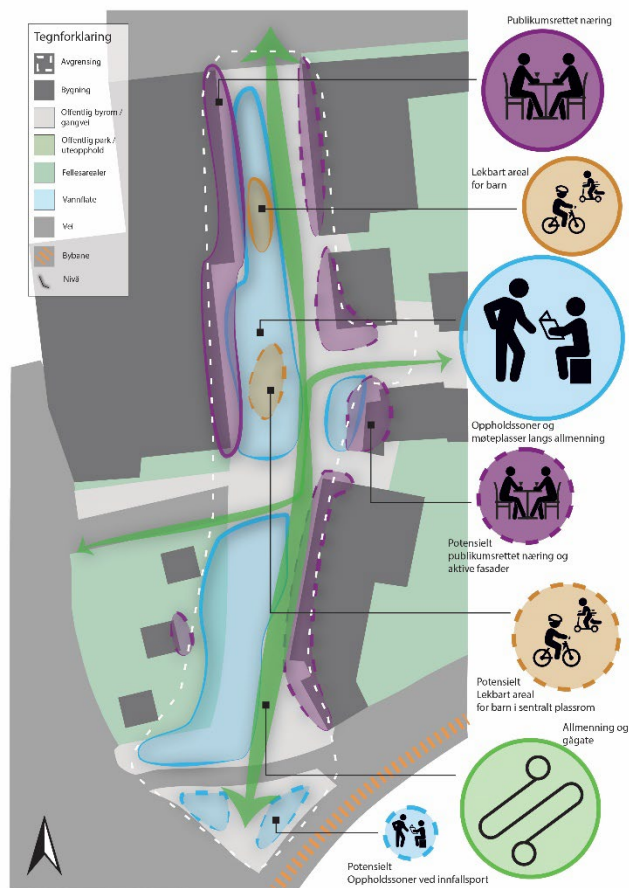 Tegnforklaring
Avgrensing
Bygning
Offentlig byrom /
gangvei
Offentlig park /
uteopphold
Fellesarealer
Vannflate
Vei
Bybane
Nivå
Publikumsrettet næring
Lekbart areal
for barn
Oppholdssoner og
møteplasser langs allmenning
Potensielt
publikumsrettet næring og
aktive fasader
Potensielt
Lekbart areal
for barn i sentralt plassrom
Allmenning og
gågate
Potensielt
Oppholdssoner ved innfallsport